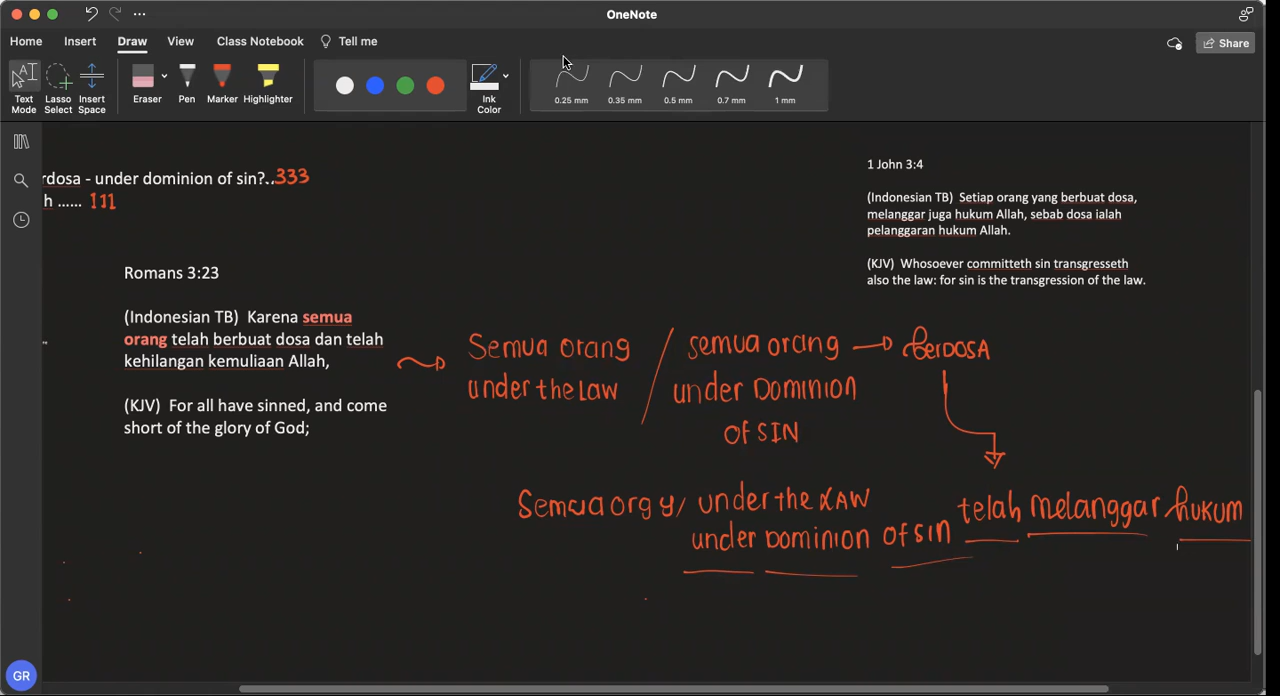 OneNote
Home Insert Draw View Class Notebook Tell me
Share
Text Mode
Lasso Select
Insert Space
Eraser
Pen
Marker
Highlighter
Ink Color
0.25 mm 0.35 mm 0.5 mm 0.7 mm 1 mm
rdosa - under dominion of sin?..333
h ...... 111
1 John 3:4
(Indonesian TB) Setiap orang yang berbuat dosa,
melanggar juga hukum Allah, sebab dosa ialah
pelanggaran hukum Allah.
(KJV) Whosoever committeth sin transgresseth
also the law: for sin is the transgression of the law.
Romans 3:23
(Indonesian TB) Karena semua
orang telah berbuat dosa dan telah
kehilangan kemuliaan Allah,
(KJV) For all have sinned, and come
short of the glory of God;
Semua orang
under the Law
/
semua orang
under Dominion
of SIN
berDOSA
Semua org y/ under the LAW
under Dominion of sin telah melanggar hukum
GR